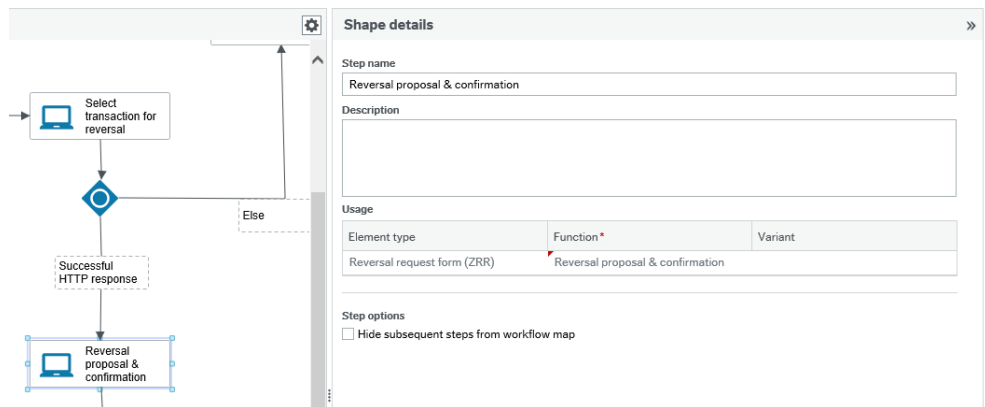 Select
transaction for
reversal
Else
Successful
HTTP response
Reversal
proposal &
confirmation
Shape details
Step name
Reversal proposal & confirmation
Description
Usage
Element type Function* Variant
Reversal request form (ZRR) Reversal proposal & confirmation
Step options
Hide subsequent steps from workflow map